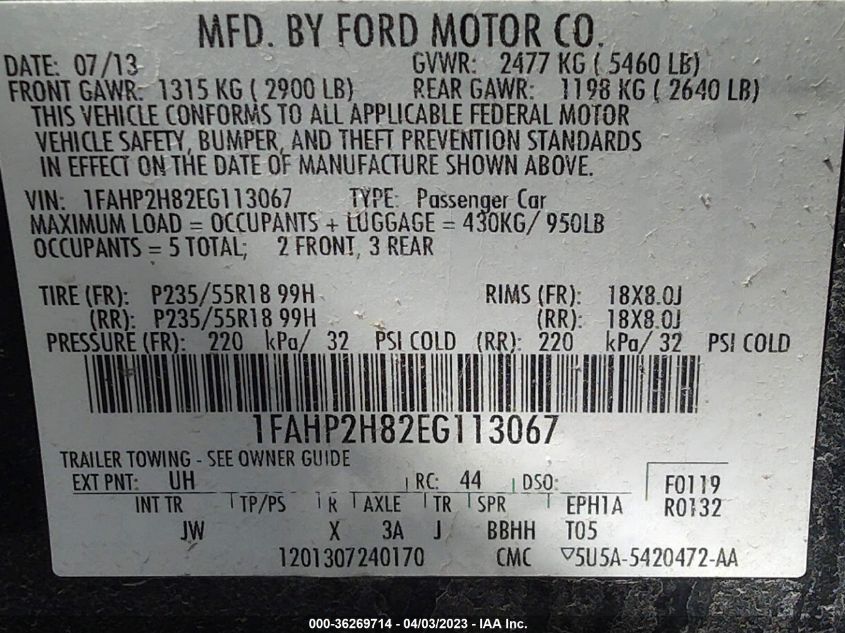 MFD. BY FORD MOTOR CO.
DATE: 07/13 GVWR: 2477 KG ( 5460 LB)
FRONT GAWR: 1315 KG ( 2900 LB) REAR GAWR: 1198 KG ( 2640 LB)
THIS VEHICLE CONFORMS TO ALL APPLICABLE FEDERAL MOTOR
VEHICLE SAFETY, BUMPER, AND THEFT PREVENTION STANDARDS
IN EFFECT ON THE DATE OF MANUFACTURE SHOWN ABOVE.
VIN: 1FAHP2H82EG113067 TYPE: Passenger Car
MAXIMUM LOAD = OCCUPANTS + LUGGAGE = 430KG/ 950LB
OCCUPANTS = 5 TOTAL; 2 FRONT, 3 REAR
TIRE (FR): P235/55R18 99H RIMS (FR): 18X8.0J
(RR): P235/55R18 99H (RR): 18X8.0J
PRESSURE (FR): 220 kPa/ 32 PSI COLD (RR): 220 kPa/ 32 PSI COLD
1FAHP2H82EG113067
TRAILER TOWING - SEE OWNER GUIDE
EXT PNT: UH RC: 44 DSO: F0119
INT TR TP/PS R AXLE TR SPR EPH1A R0132
JW X 3A J BBHH T05
1201307240170 CMC ▽5U5A-5420472-AA
000-36269714 - 04/03/2023 - IAA Inc.